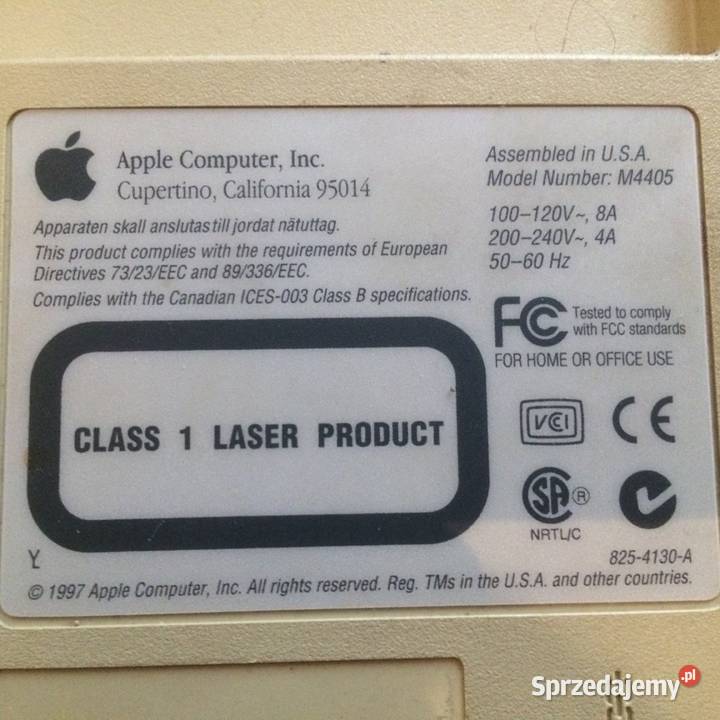 Apple Computer, Inc.
Cupertino, California 95014
Apparaten skall anslutas till jordat nätuttag.
This product complies with the requirements of European
Directives 73/23/EEC and 89/336/EEC.
Complies with the Canadian ICES-003 Class B specifications.
Assembled in U.S.A.
Model Number: M4405
100–120V~, 8A
200–240V~, 4A
50–60 Hz
FC Tested to comply
with FCC standards
FOR HOME OR OFFICE USE
CLASS 1 LASER PRODUCT
VCCI CE
SA ®
NRTL/C
Y
825-4130-A
© 1997 Apple Computer, Inc. All rights reserved. Reg. TMs in the U.S.A. and other countries.
Sprzedajemy.pl